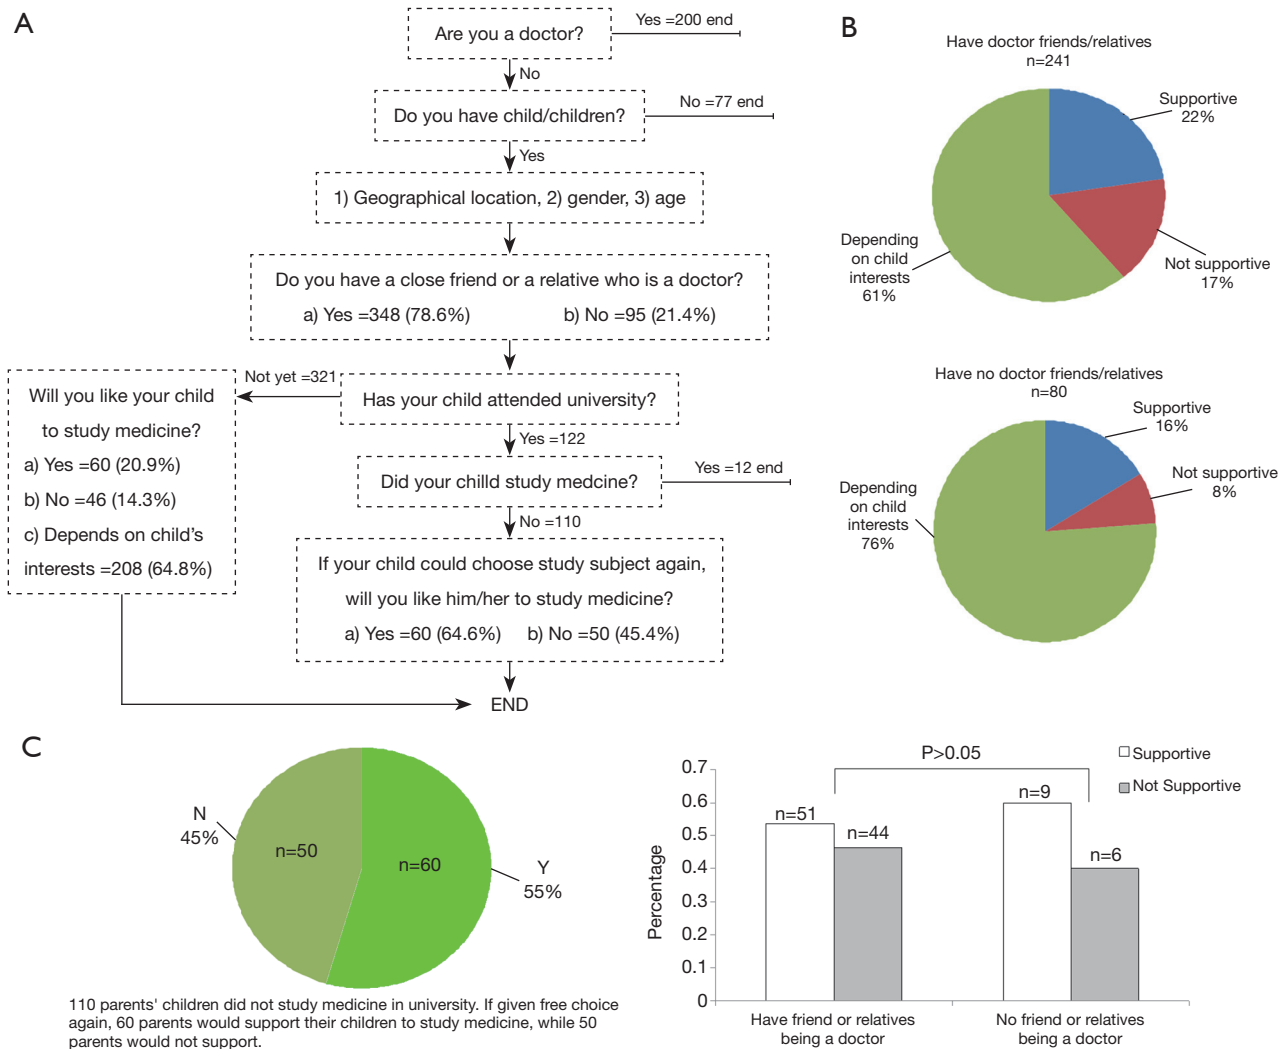 A
Are you a doctor?
Yes =200 end
No
Do you have child/children?
No =77 end
Yes
1) Geographical location, 2) gender, 3) age
Do you have a close friend or a relative who is a doctor?
a) Yes =348 (78.6%) b) No =95 (21.4%)
Not yet =321
Has your child attended university?
Will you like your child
to study medicine?
a) Yes =60 (20.9%)
b) No =46 (14.3%)
c) Depends on child's
interests =208 (64.8%)
Yes =122
Did your chilld study medcine?
Yes =12 end
No =110
If your child could choose study subject again,
will you like him/her to study medicine?
a) Yes =60 (64.6%) b) No =50 (45.4%)
END
B
Have doctor friends/relatives
n=241
Supportive
22%
Not supportive
17%
Depending
on child
interests
61%
Have no doctor friends/relatives
n=80
Supportive
16%
Not supportive
8%
Depending
on child
interests
76%
C
N
45%
n=50
n=60
Y
55%
110 parents' children did not study medicine in university. If given free choice
again, 60 parents would support their children to study medicine, while 50
parents would not support.
P>0.05
Supportive
Not Supportive
Percentage
0.7
0.6
0.5
0.4
0.3
0.2
0.1
0
n=51
n=44
n=9
n=6
Have friend or relatives
being a doctor
No friend or relatives
being a doctor